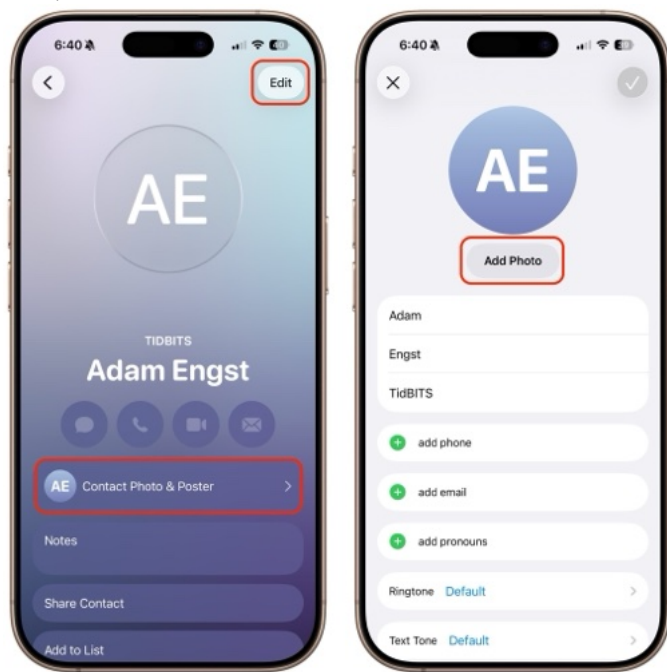 6:40
Edit
AE
TIDBITS
Adam Engst
AE Contact Photo & Poster
Notes
Share Contact
Add to List
6:40
AE
Add Photo
Adam
Engst
TidBITS
add phone
add email
add pronouns
Ringtone Default
Text Tone Default